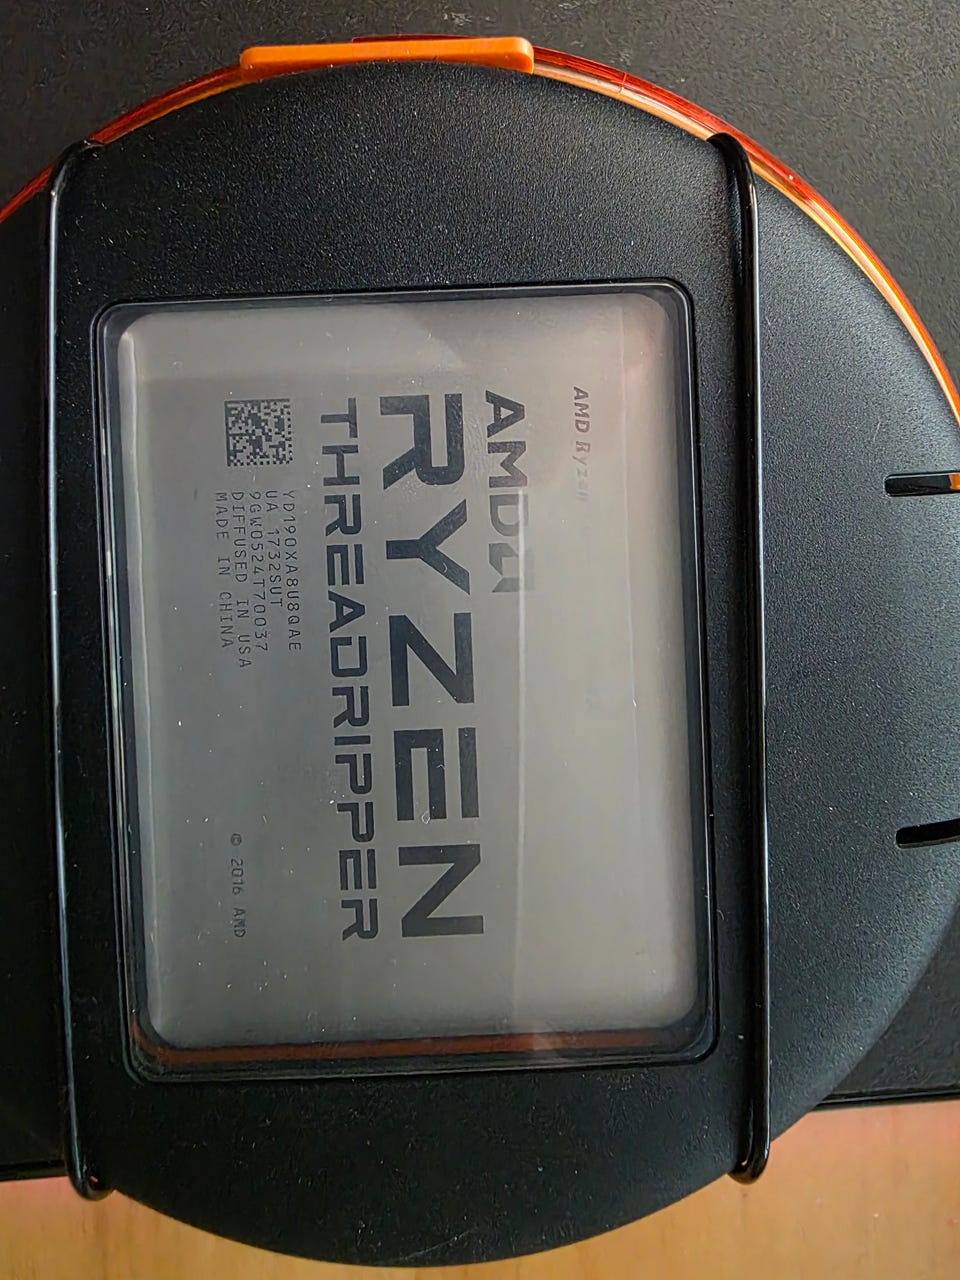 AMD Ryzen
AMD
RYZEN
THREADRIPPER
YD190XA8U8QAE
UA 1732SUT
9GW0524T70037
DIFFUSED IN USA
MADE IN CHINA
© 2016 AMD